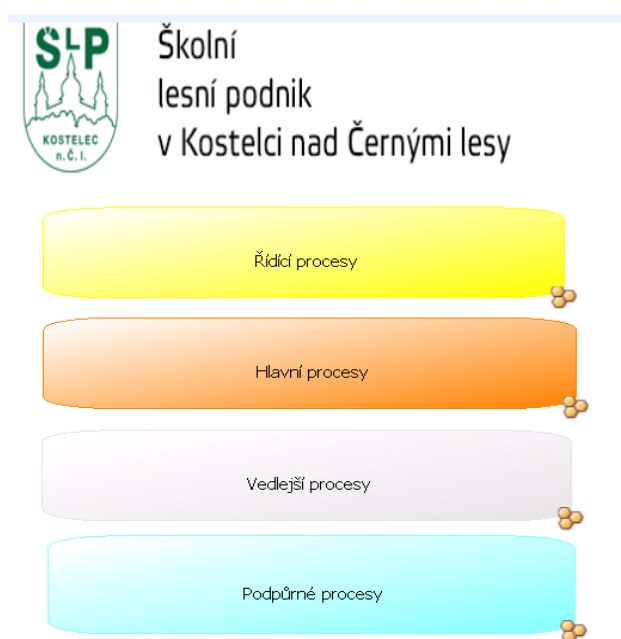 ŠLP
KOSTELEC
n. Č. l.
Školní
lesní podnik
v Kostelci nad Černými lesy
Řídící procesy
Hlavní procesy
Vedlejší procesy
Podpůrné procesy